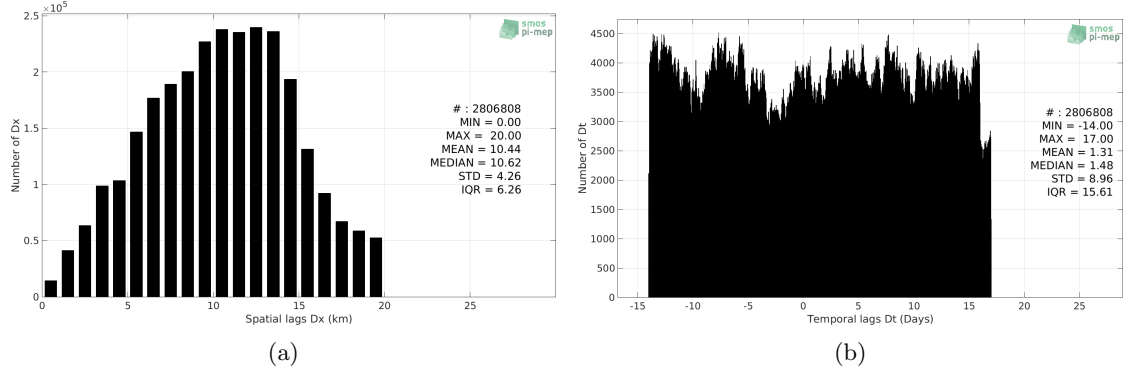 ×10^5
2.5
2
1.5
1
0.5
0
Number of Dx
smos
pi-mep
# : 2806808
MIN = 0.00
MAX = 20.00
MEAN = 10.44
MEDIAN = 10.62
STD = 4.26
IQR = 6.26
0 5 10 15 20 25
Spatial lags Dx (km)
(a)
4500
4000
3500
3000
2500
2000
1500
1000
500
0
Number of Dt
smos
pi-mep
# : 2806808
MIN = -14.00
MAX = 17.00
MEAN = 1.31
MEDIAN = 1.48
STD = 8.96
IQR = 15.61
-15 -10 -5 0 5 10 15 20 25
Temporal lags Dt (Days)
(b)